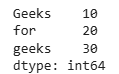 Geeks    10
for      20
geeks    30
dtype: int64